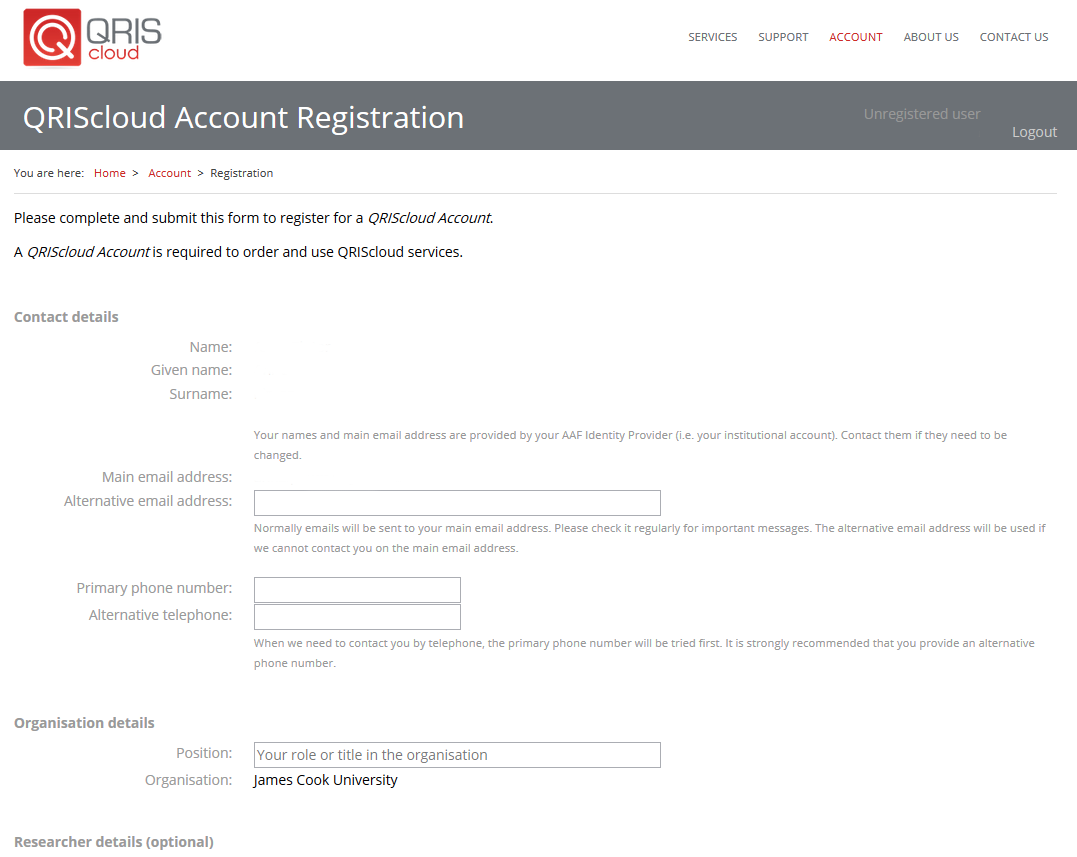 QRIS
cloud
SERVICES SUPPORT ACCOUNT ABOUT US CONTACT US
QRIScloud Account Registration
Unregistered user
Logout
You are here: Home > Account > Registration
Please complete and submit this form to register for a QRIScloud Account.
A QRIScloud Account is required to order and use QRIScloud services.
Contact details
Name:
Given name:
Surname:
Your names and main email address are provided by your AAF Identity Provider (i.e. your institutional account). Contact them if they need to be
changed.
Main email address:
Alternative email address:
Normally emails will be sent to your main email address. Please check it regularly for important messages. The alternative email address will be used if
we cannot contact you on the main email address.
Primary phone number:
Alternative telephone:
When we need to contact you by telephone, the primary phone number will be tried first. It is strongly recommended that you provide an alternative
phone number.
Organisation details
Position: Your role or title in the organisation
Organisation: James Cook University
Researcher details (optional)